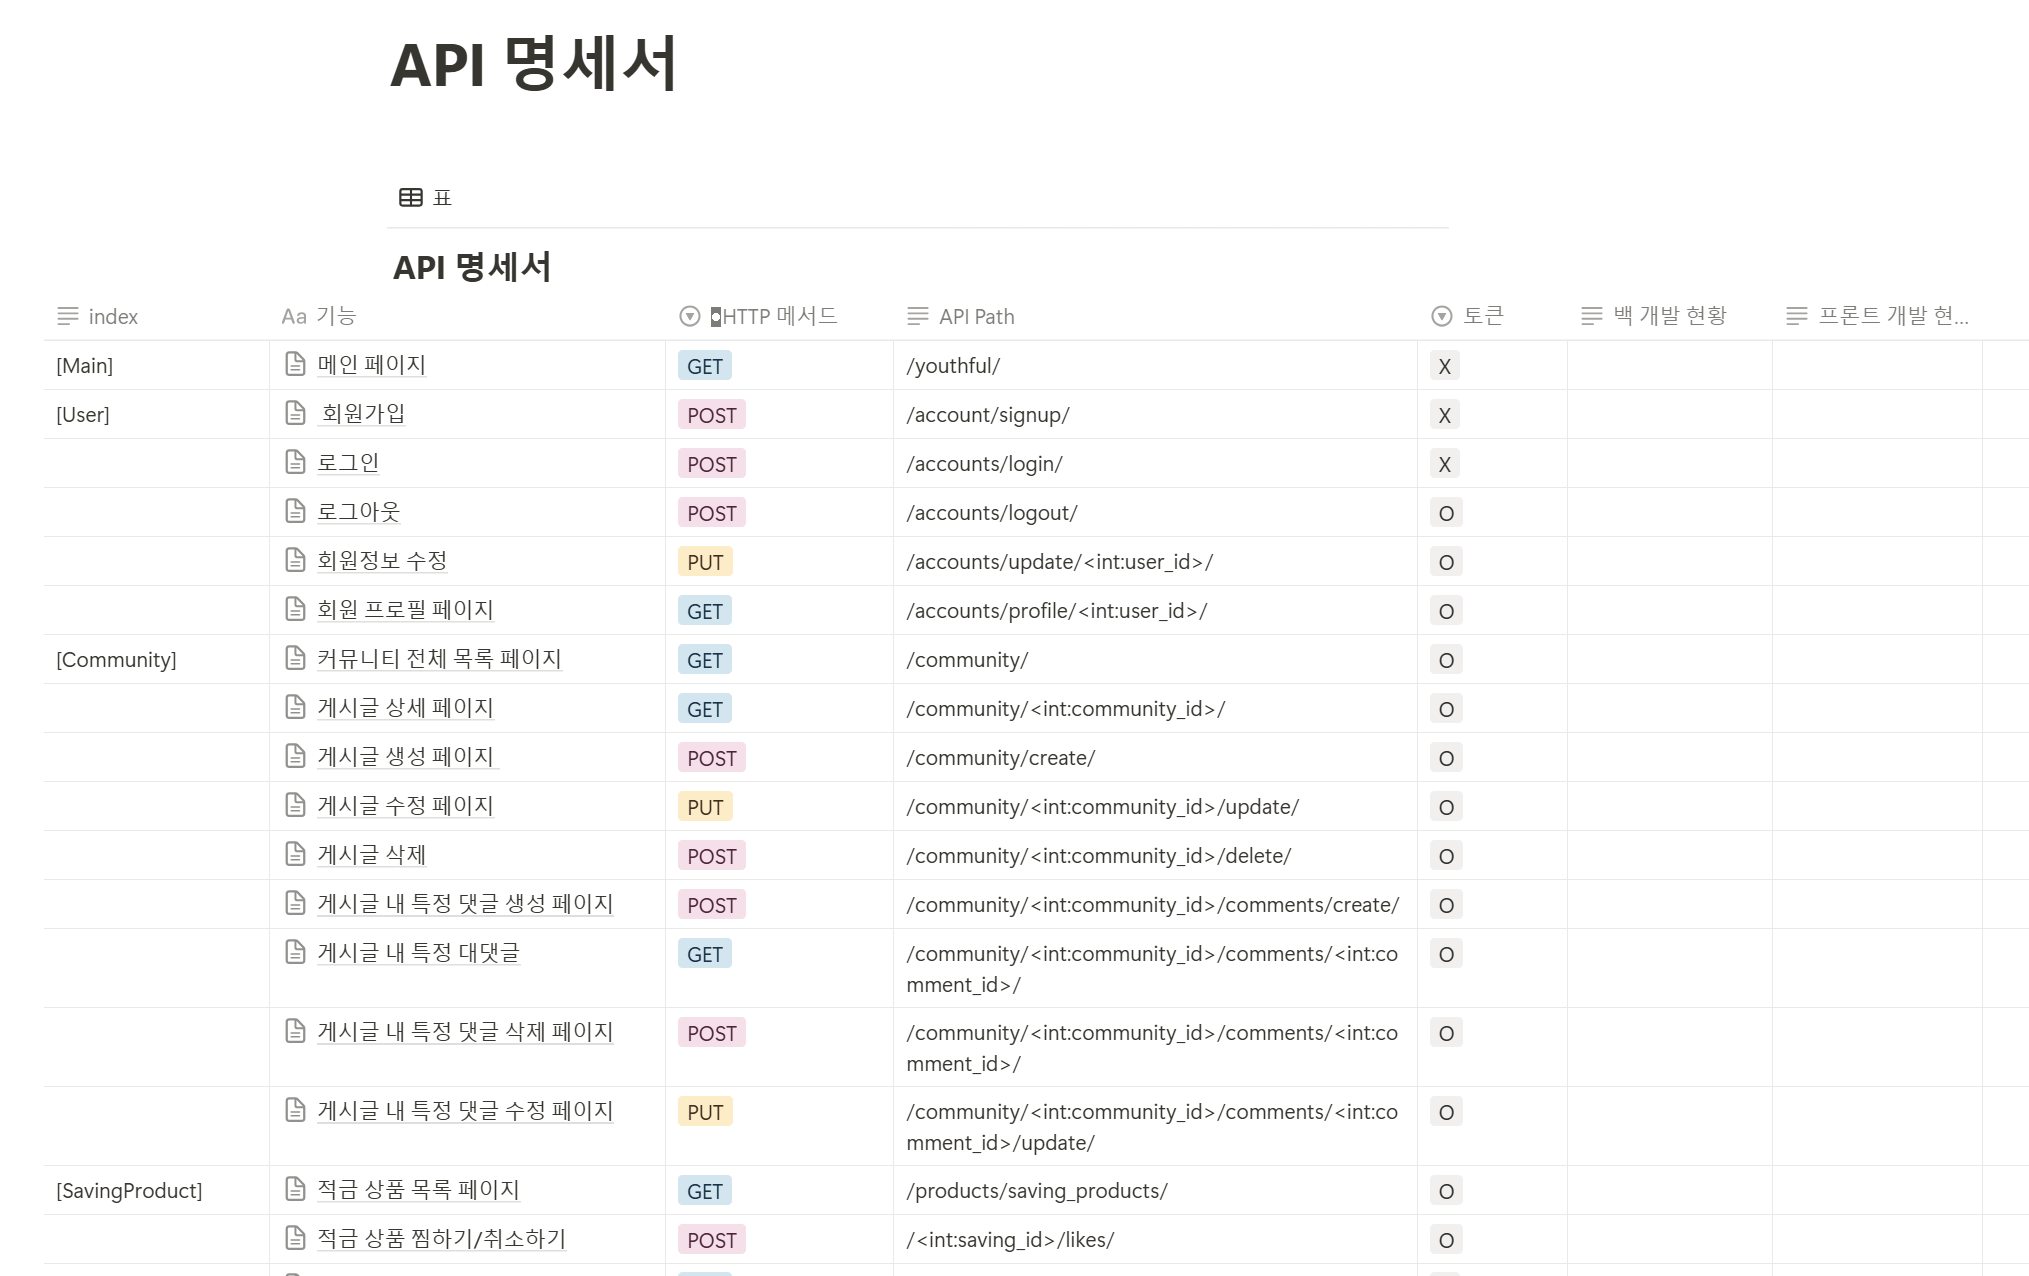 API 명세서
표
API 명세서
index Aa 기능 HTTP 메서드 API Path 토큰 백 개발 현황 프론트 개발 현...
[Main] 메인 페이지 GET /youthful/ X
[User] 회원가입 POST /account/signup/ X
로그인 POST /accounts/login/ X
로그아웃 POST /accounts/logout/ O
회원정보 수정 PUT /accounts/update/<int:user_id>/ O
회원 프로필 페이지 GET /accounts/profile/<int:user_id>/ O
[Community] 커뮤니티 전체 목록 페이지 GET /community/ O
게시글 상세 페이지 GET /community/<int:community_id>/ O
게시글 생성 페이지 POST /community/create/ O
게시글 수정 페이지 PUT /community/<int:community_id>/update/ O
게시글 삭제 POST /community/<int:community_id>/delete/ O
게시글 내 특정 댓글 생성 페이지 POST /community/<int:community_id>/comments/create/ O
게시글 내 특정 대댓글 GET /community/<int:community_id>/comments/<int:co O
mment_id>/
게시글 내 특정 댓글 삭제 페이지 POST /community/<int:community_id>/comments/<int:co O
mment_id>/
게시글 내 특정 댓글 수정 페이지 PUT /community/<int:community_id>/comments/<int:co O
mment_id>/update/
[SavingProduct] 적금 상품 목록 페이지 GET /products/saving_products/ O
적금 상품 찜하기/취소하기 POST /<int:saving_id>/likes/ O